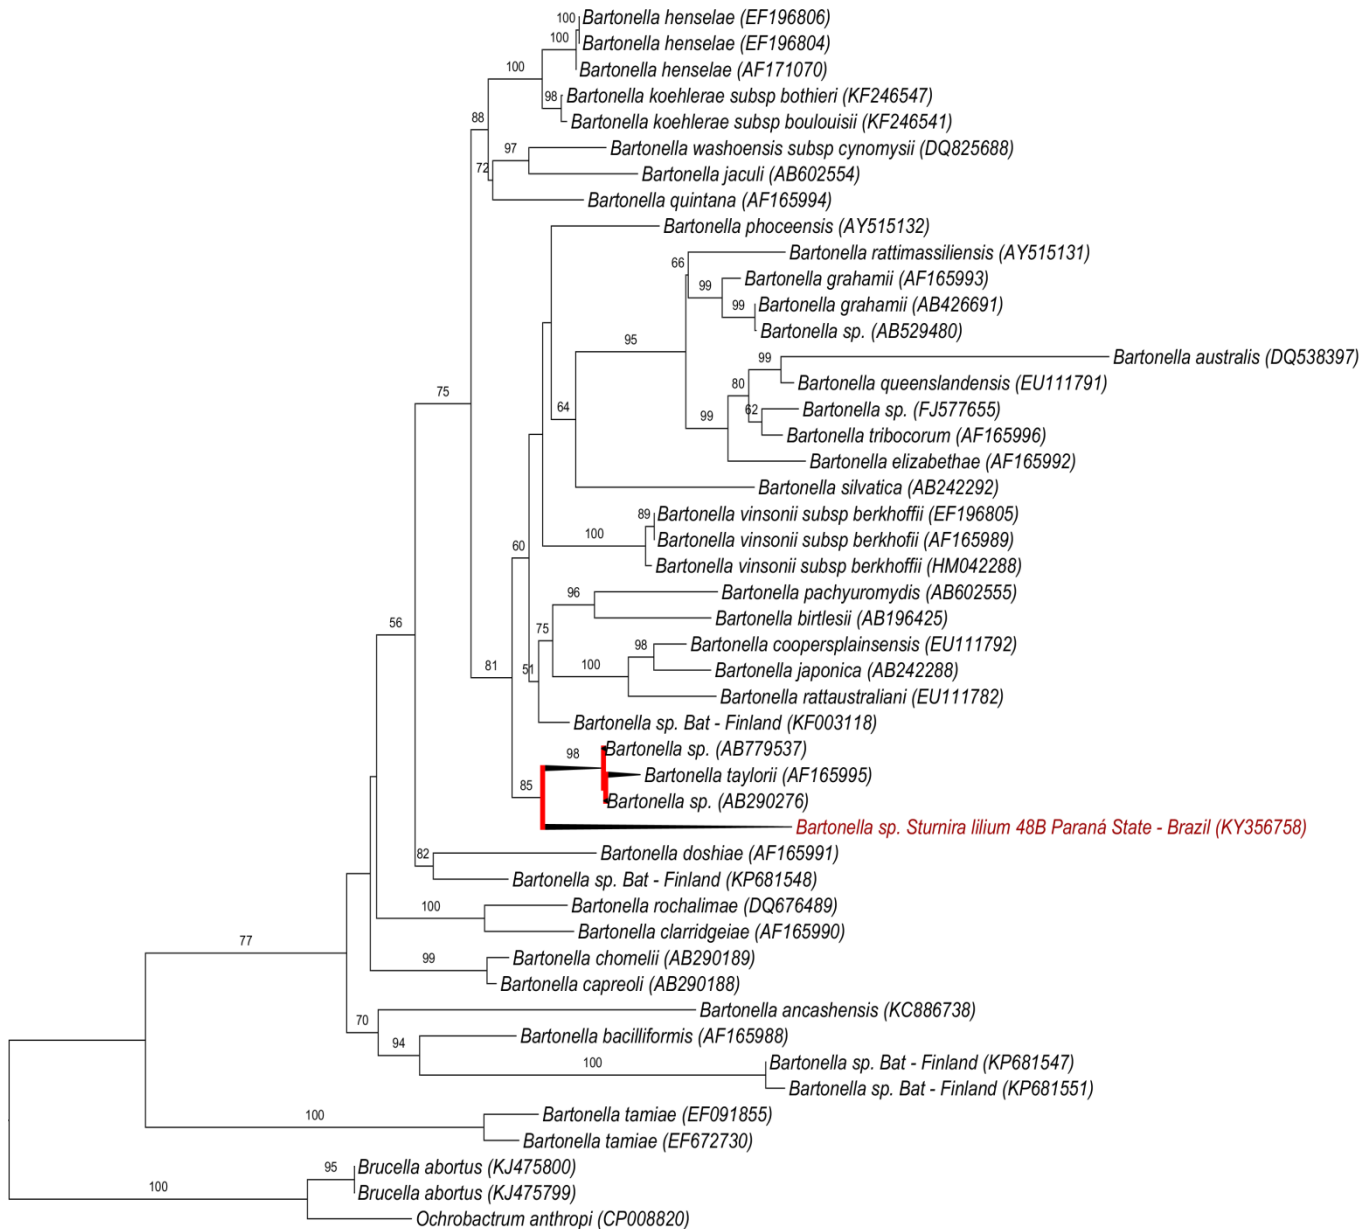 100
Bartonella henselae (EF196806)
100
Bartonella henselae (EF196804)
100
Bartonella henselae (AF171070)
98
Bartonella koehlerae subsp bothieri (KF246547)
Bartonella koehlerae subsp boulouisii (KF246541)
88
97
Bartonella washoensis subsp cynomysii (DQ825688)
72
Bartonella jaculi (AB602554)
Bartonella quintana (AF165994)
Bartonella phoceensis (AY515132)
66
Bartonella rattimassiliensis (AY515131)
99
Bartonella grahamii (AF165993)
99
Bartonella grahamii (AB426691)
Bartonella sp. (AB529480)
95
99
Bartonella australis (DQ538397)
80
Bartonella queenslandensis (EU111791)
75
64
99
62
Bartonella sp. (FJ577655)
Bartonella tribocorum (AF165996)
Bartonella elizabethae (AF165992)
Bartonella silvatica (AB242292)
89
Bartonella vinsonii subsp berkhoffii (EF196805)
100
Bartonella vinsonii subsp berkhofii (AF165989)
60
Bartonella vinsonii subsp berkhoffii (HM042288)
96
Bartonella pachyuromydis (AB602555)
Bartonella birtlesii (AB196425)
56
75
98
Bartonella coopersplainsensis (EU111792)
81
51
100
Bartonella japonica (AB242288)
Bartonella rattaustraliani (EU111782)
Bartonella sp. Bat - Finland (KF003118)
98
Bartonella sp. (AB779537)
85
Bartonella taylorii (AF165995)
Bartonella sp. (AB290276)
Bartonella sp. Sturnira lilium 48B Paraná State - Brazil (KY356758)
82
Bartonella doshiae (AF165991)
Bartonella sp. Bat - Finland (KP681548)
100
Bartonella rochalimae (DQ676489)
Bartonella clarridgeiae (AF165990)
77
99
Bartonella chomelii (AB290189)
Bartonella capreoli (AB290188)
70
Bartonella ancashensis (KC886738)
94
Bartonella bacilliformis (AF165988)
100
Bartonella sp. Bat - Finland (KP681547)
Bartonella sp. Bat - Finland (KP681551)
100
Bartonella tamiae (EF091855)
Bartonella tamiae (EF672730)
95
Brucella abortus (KJ475800)
100
Brucella abortus (KJ475799)
Ochrobactrum anthropi (CP008820)